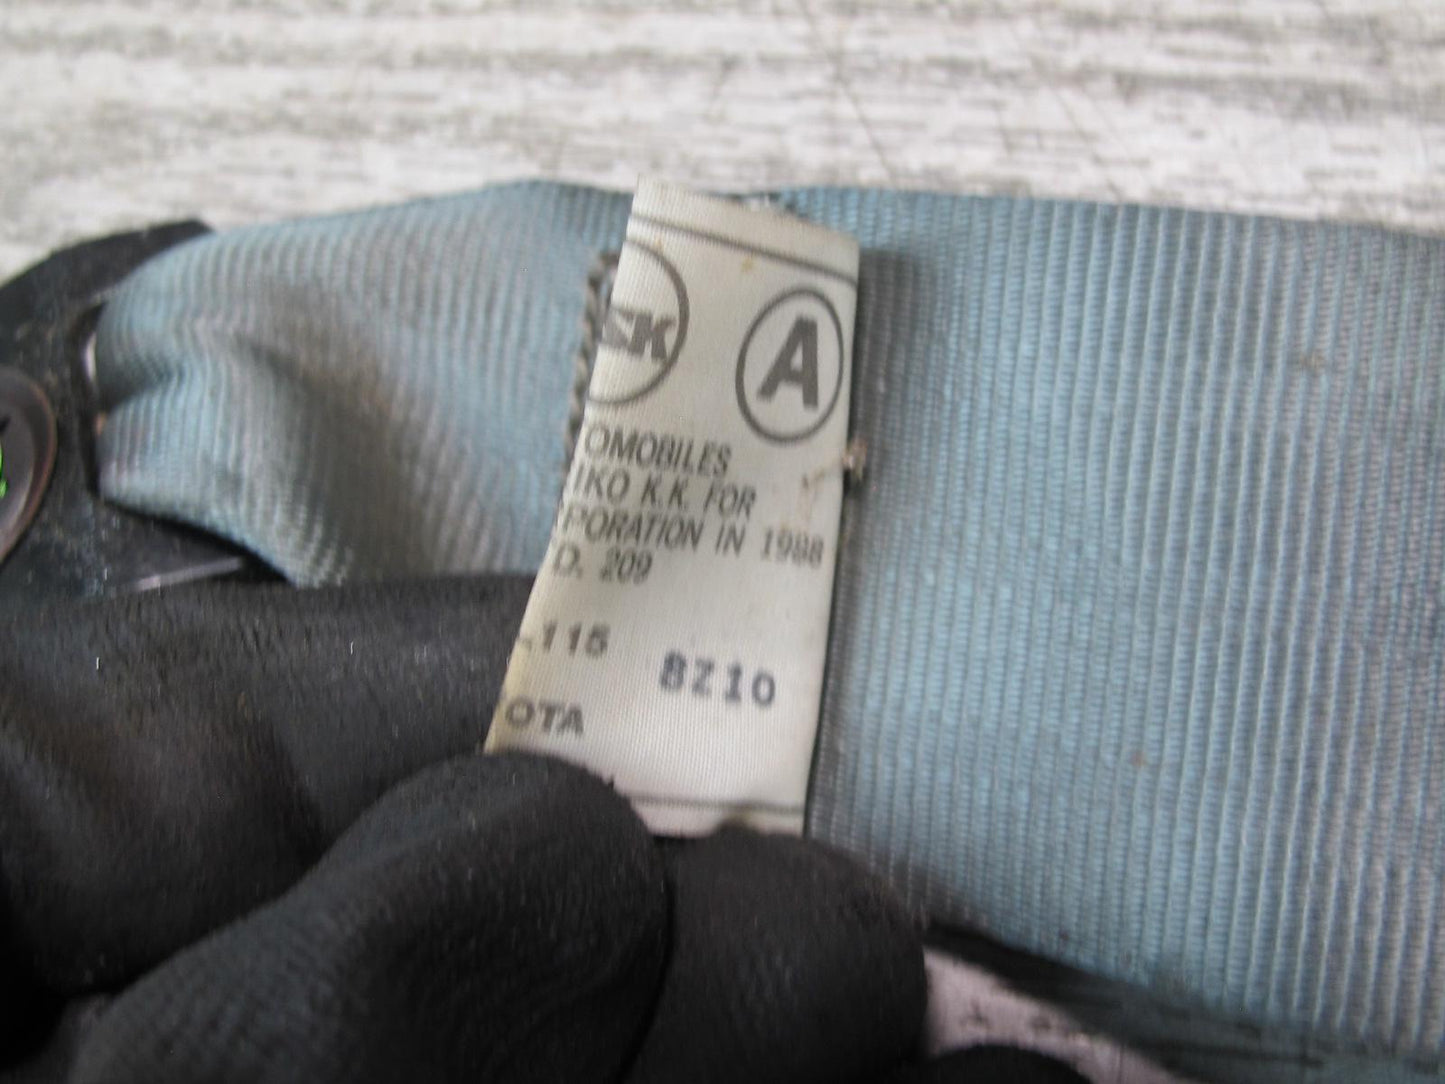 SK A
OMOBILES
IKO K.K. FOR
PORATION IN 1988
D. 209
115
8Z10
OTA